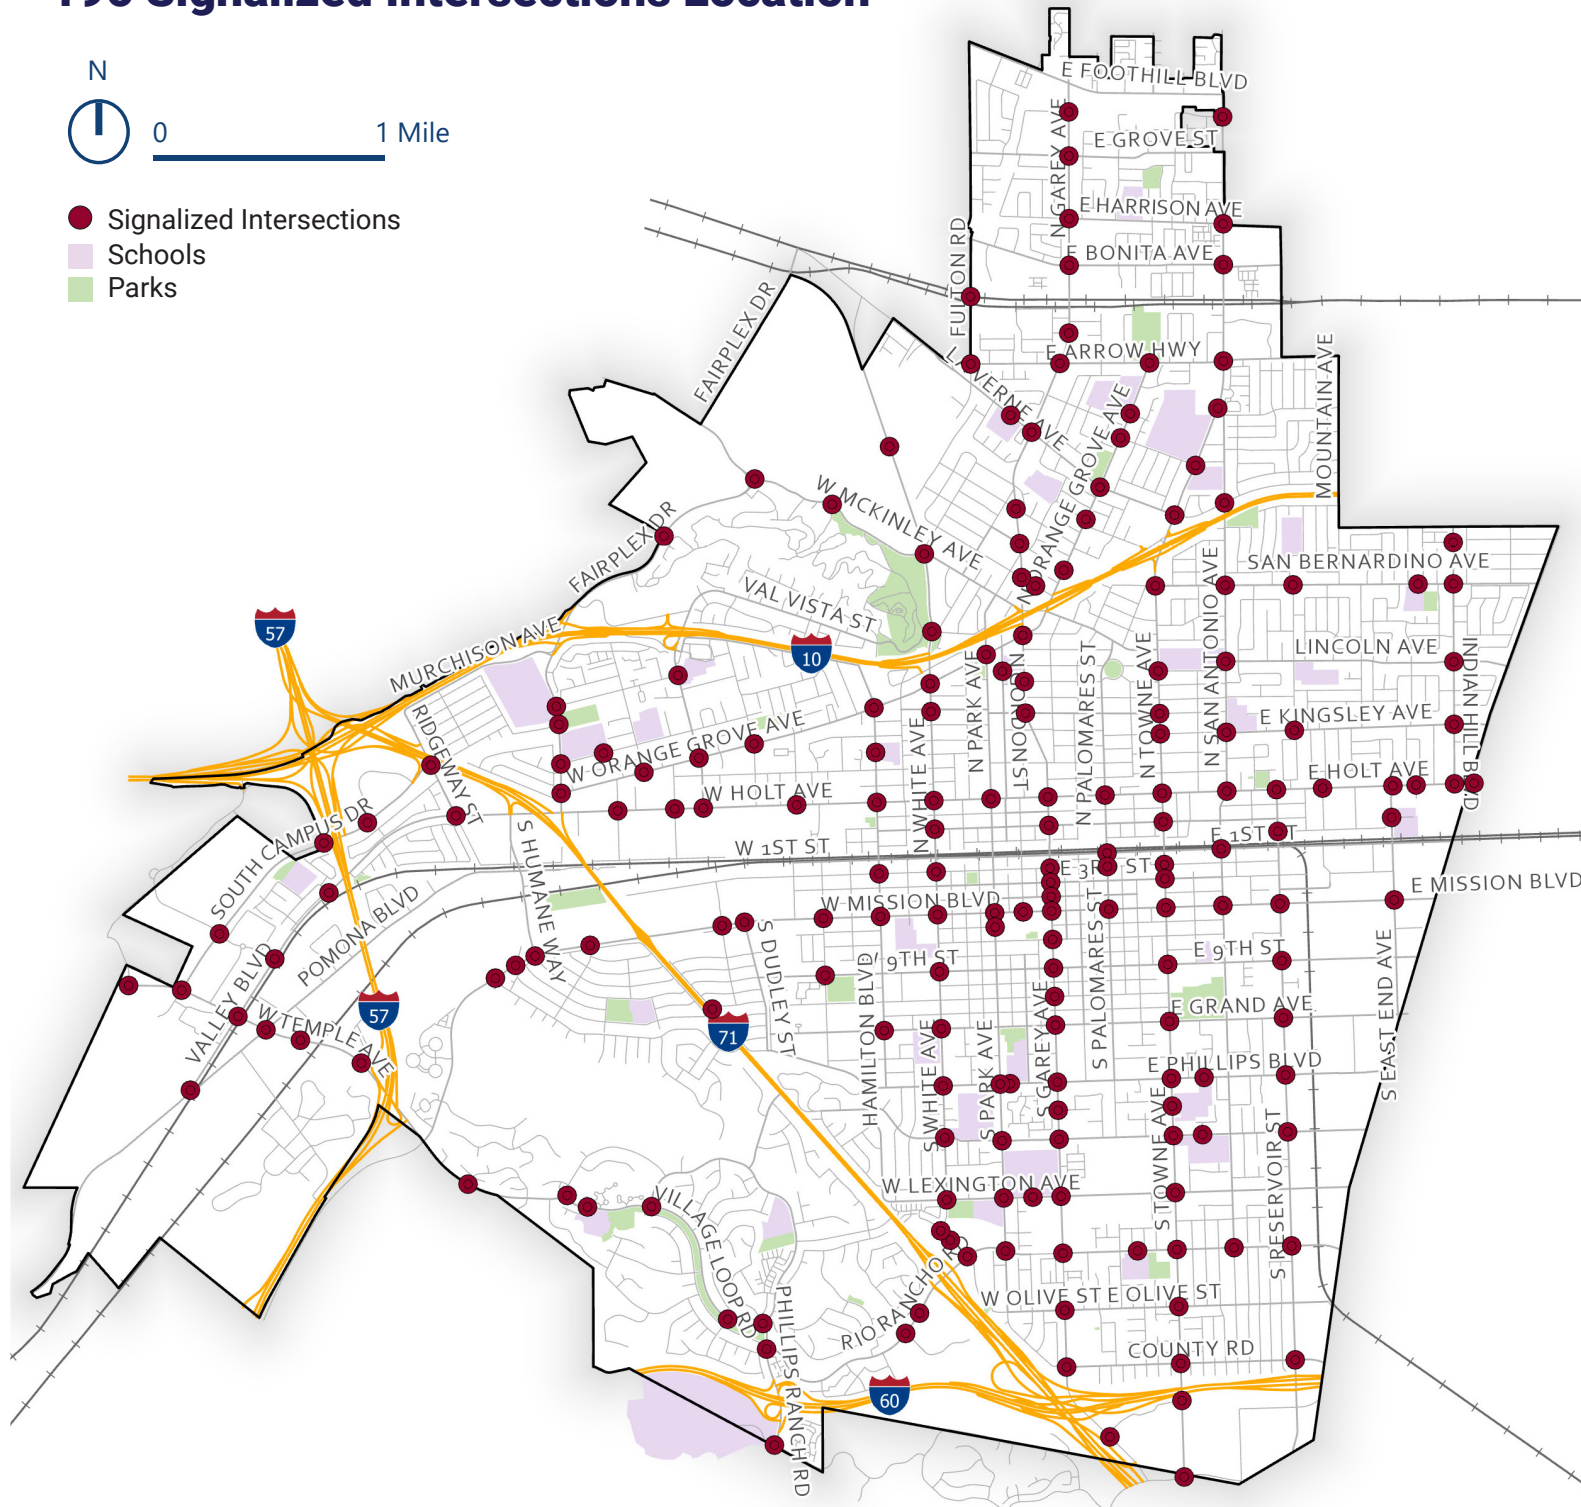 Signalized Intersections Location
N
0 1 Mile
Signalized Intersections
Schools
Parks
E FOOTHILL BLVD
N GAREY AVE
E GROVE ST
E HARRISON AVE
E BONITA AVE
N FULTON RD
FAIRPLEX DR
E ARROW HWY
MOUNTAIN AVE
N ORANGE GROVE AVE
W MCKINLEY AVE
FAIRPLEX DR
SAN BERNARDINO AVE
VAL VISTA ST
57
10
MURCHISON AVE
LINCOLN AVE
INDIAN HILL BLVD
N SAN ANTONIO AVE
N TOWNE AVE
N PALOMARES ST
N PARK AVE
N WHITE AVE
E KINGSLEY AVE
RIDGEWAY ST
W ORANGE GROVE AVE
E HOLT AVE
W HOLT AVE
SOUTH CAMPUS DR
S HUMANE WAY
W 1ST ST
E 1ST ST
E 3RD ST
E MISSION BLVD
W MISSION BLVD
POMONA BLVD
VALLEY BLVD
S DUDLEY ST
HAMILTON BLVD
9TH ST
E 9TH ST
S PALOMARES ST
S EAST END AVE
E GRAND AVE
57
W TEMPLE AVE
71
S WHITE AVE
S PARK AVE
S GAREY AVE
E PHILLIPS BLVD
S TOWNE AVE
S RESERVOIR ST
W LEXINGTON AVE
VILLAGE LOOP RD
PHILLIPS RANCH RD
RIO RANCHO RD
W OLIVE ST E OLIVE ST
COUNTY RD
60